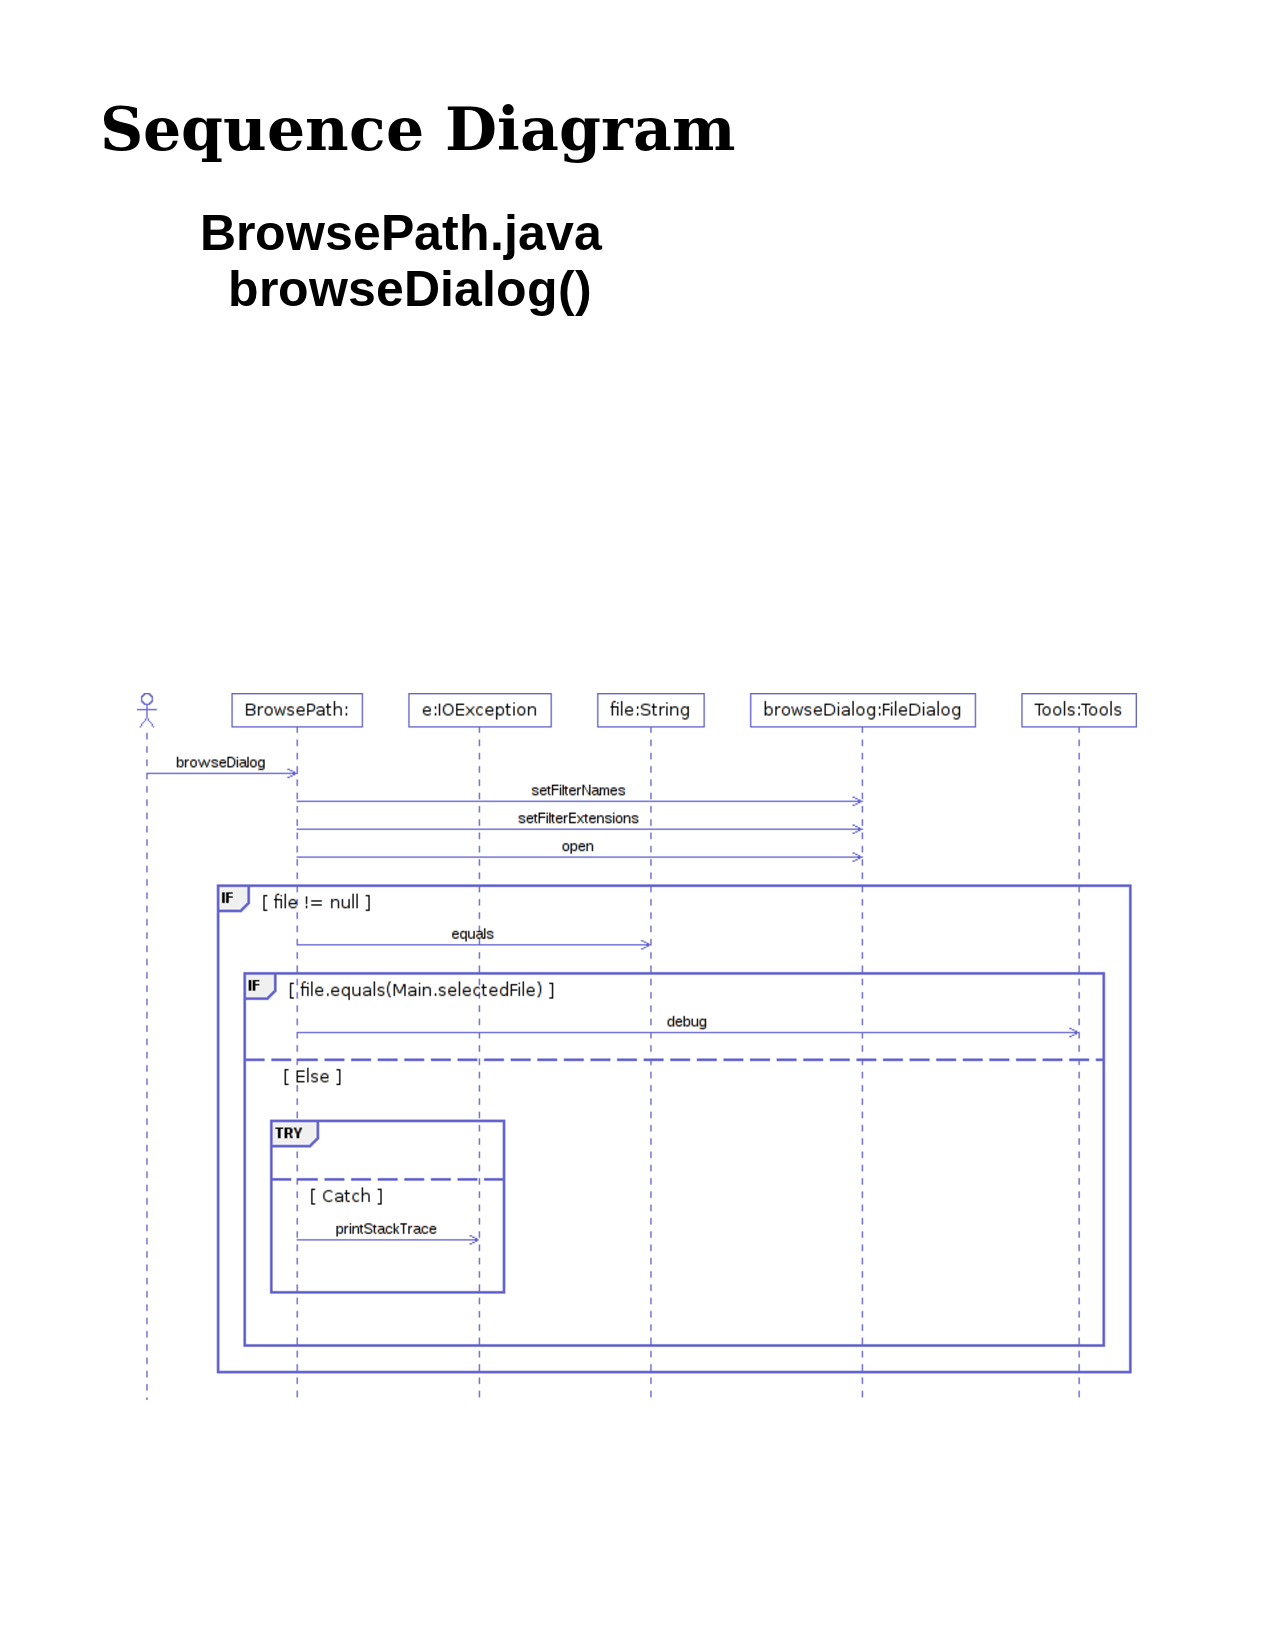 Sequence Diagram
BrowsePath.java
browseDialog()
BrowsePath: e:IOException file:String browseDialog:FileDialog Tools:Tools
browseDialog
setFilterNames
setFilterExtensions
open
IF [ file != null ]
equals
IF [ file.equals(Main.selectedFile) ]
debug
[ Else ]
TRY
[ Catch ]
printStackTrace